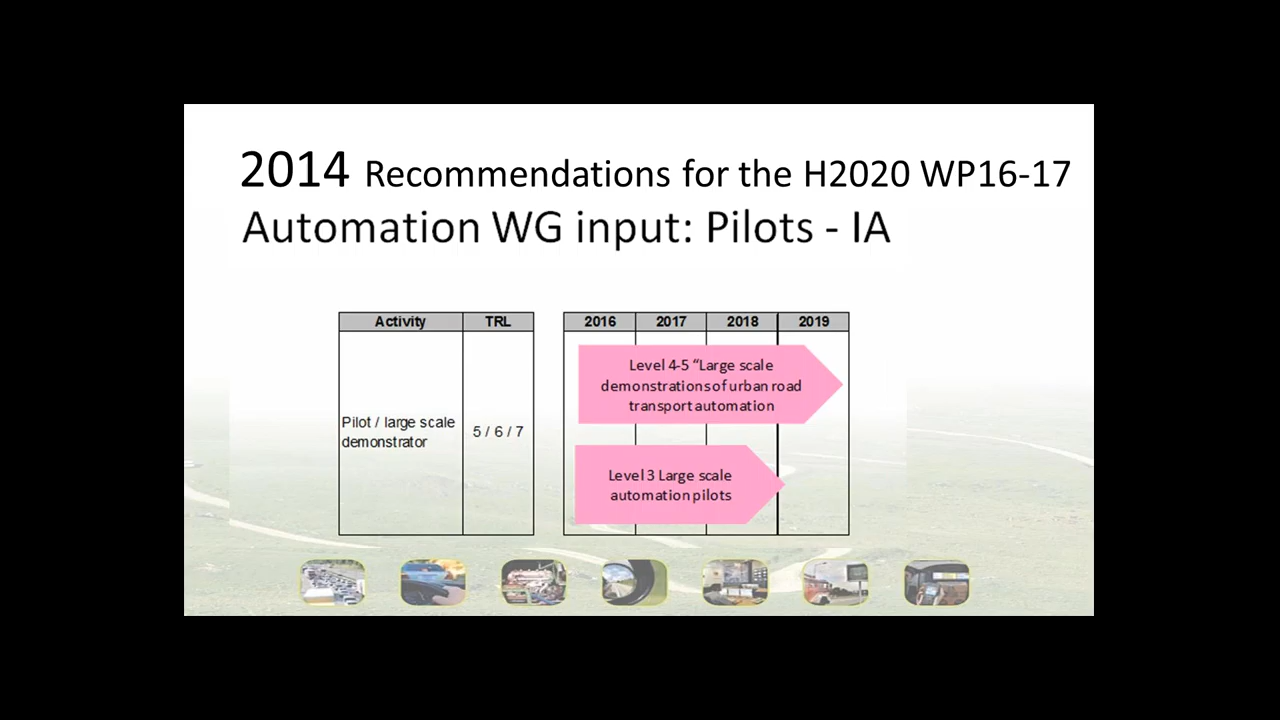 2014 Recommendations for the H2020 WP16-17
Automation WG input: Pilots - IA
Activity TRL 2016 2017 2018 2019
Level 4-5 “Large scale
demonstrations of urban road
transport automation
Pilot / large scale
demonstrator
5 / 6 / 7
Level 3 Large scale
automation pilots